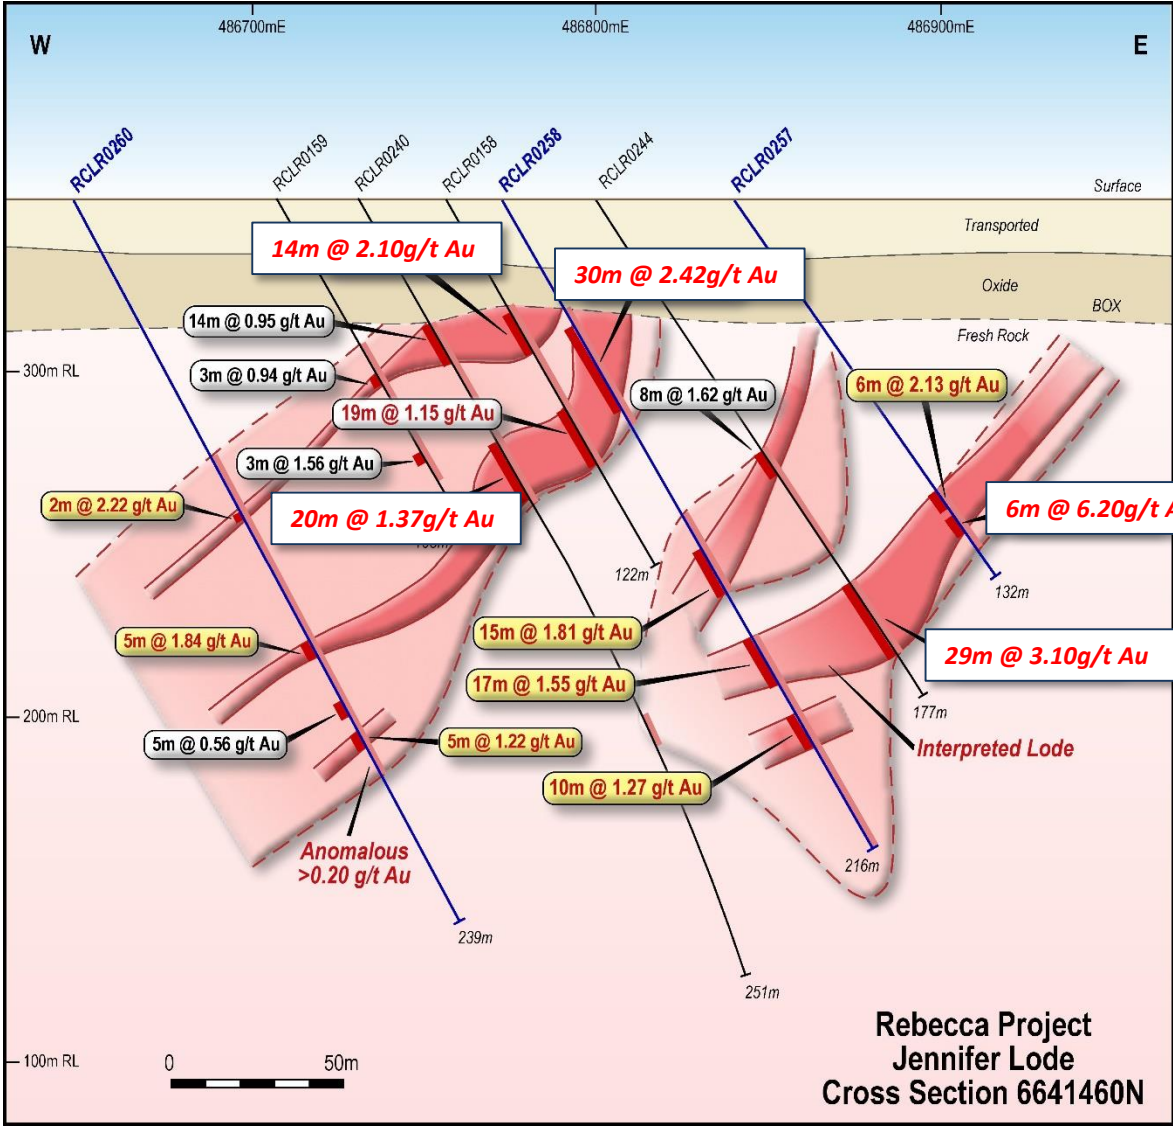 486700mE
486800mE
486900mE
W
E
RCLR0260
RCLR0159
RCLR0240
RCLR0158
RCLR0258
RCLR0244
RCLR0257
Surface
Transported
14m @ 2.10g/t Au
30m @ 2.42g/t Au
Oxide
BOX
14m @ 0.95 g/t Au
Fresh Rock
300m RL
3m @ 0.94 g/t Au
8m @ 1.62 g/t Au
6m @ 2.13 g/t Au
19m @ 1.15 g/t Au
3m @ 1.56 g/t Au
2m @ 2.22 g/t Au
20m @ 1.37g/t Au
6m @ 6.20g/t
122m
132m
15m @ 1.81 g/t Au
5m @ 1.84 g/t Au
29m @ 3.10g/t Au
17m @ 1.55 g/t Au
177m
200m RL
5m @ 0.56 g/t Au
5m @ 1.22 g/t Au
Interpreted Lode
10m @ 1.27 g/t Au
Anomalous
>0.20 g/t Au
216m
239m
251m
Rebecca Project
Jennifer Lode
Cross Section 6641460N
100m RL
0
50m